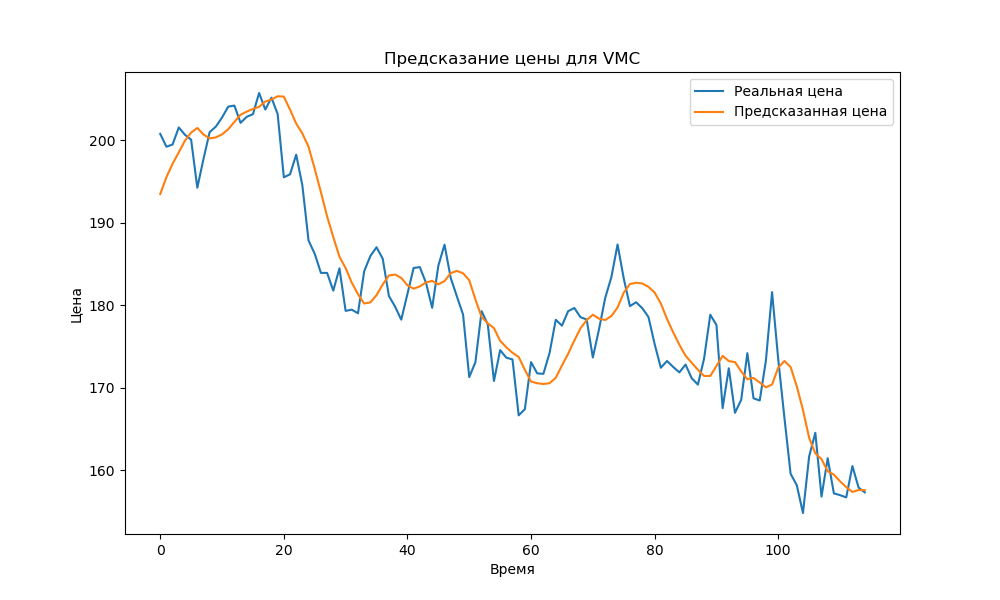 Предсказание цены для VMC
Реальная цена
Предсказанная цена
Цена
200
190
180
170
160
0 20 40 60 80 100
Время